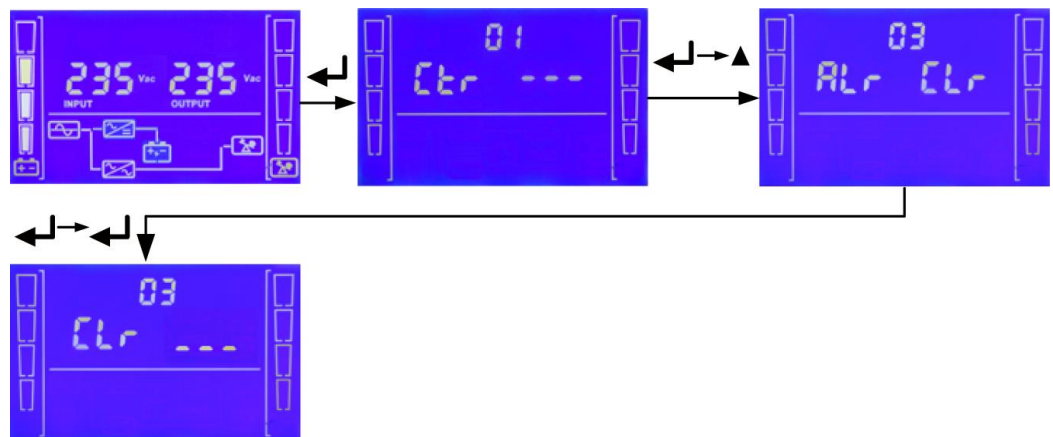 235 Vac 235 Vac
INPUT OUTPUT
01
Ctr ---
03
ALr CLr
03
CLr ---